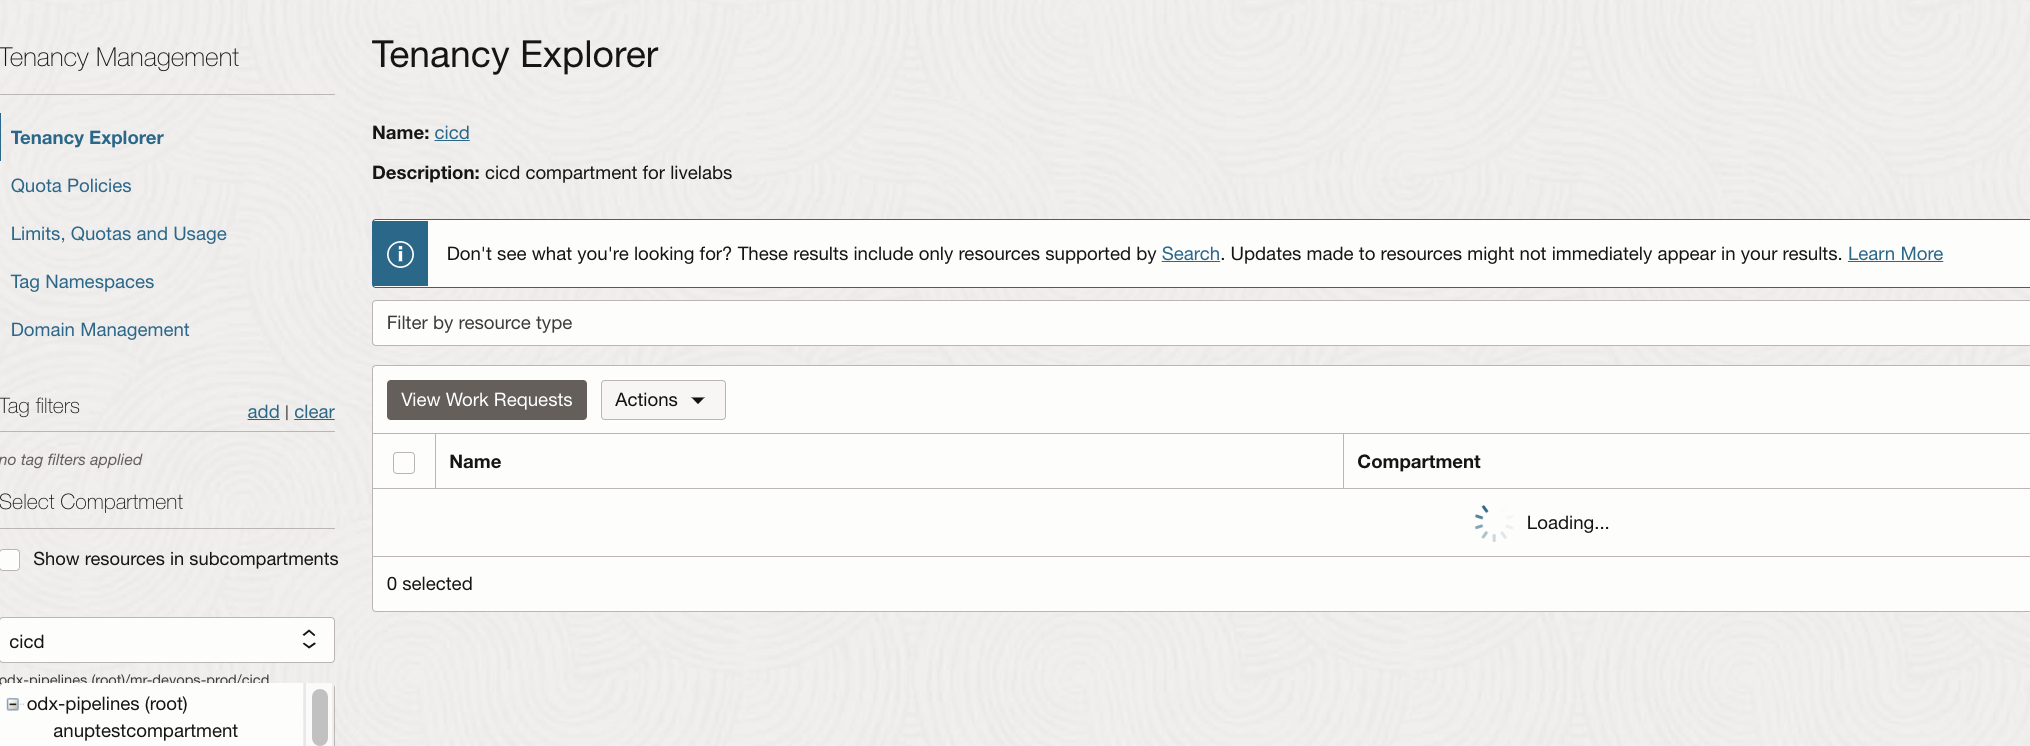 Tenancy Management
Tenancy Explorer
Quota Policies
Limits, Quotas and Usage
Tag Namespaces
Domain Management
Tag filters
add | clear
no tag filters applied
Select Compartment
Show resources in subcompartments
cicd
odx-pipelines (root)/mr-devops-prod/cicd
odx-pipelines (root)
anuptestcompartment
Tenancy Explorer
Name: cicd
Description: cicd compartment for livelabs
Don't see what you're looking for? These results include only resources supported by Search. Updates made to resources might not immediately appear in your results. Learn More
Filter by resource type
View Work Requests Actions
Name Compartment
Loading...
0 selected